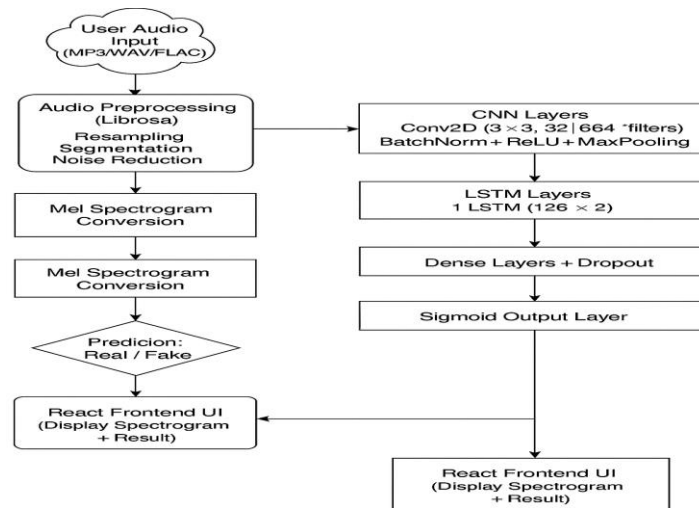 User Audio
Input
(MP3/WAV/FLAC)
Audio Preprocessing
(Librosa)
Resampling
Segmentation
Noise Reduction
Mel Spectrogram
Conversion
Mel Spectrogram
Conversion
Predicion:
Real / Fake
React Frontend UI
(Display Spectrogram
+ Result)
CNN Layers
Conv2D (3 × 3, 32|664 *filters)
BatchNorm + ReLU + MaxPooling
LSTM Layers
1 LSTM (126 × 2)
Dense Layers + Dropout
Sigmoid Output Layer
React Frontend UI
(Display Spectrogram
+ Result)